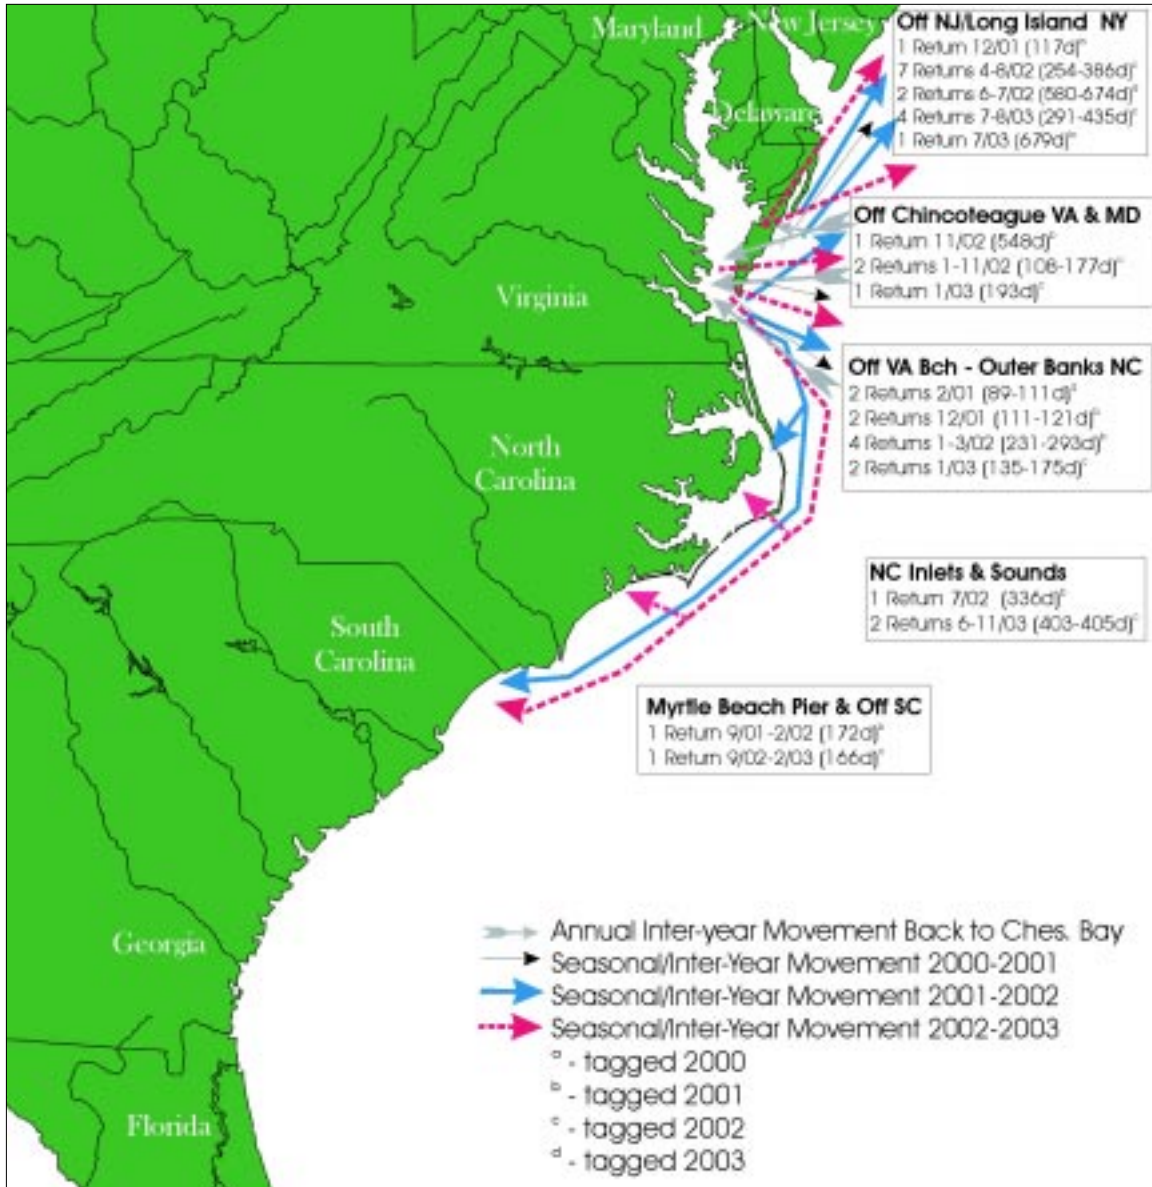 Maryland
New Jersey
Delaware
Virginia
North
Carolina
South
Carolina
Georgia
Florida
Off NJ/Long Island NY
1 Return 12/01 (117d)
7 Returns 4-8/02 (254-386d)
2 Returns 6-7/02 (580-674d)
4 Returns 7-8/03 (291-435d)
1 Return 7/03 (679d)
Off Chincoteague VA & MD
1 Return 11/02 (548d)
2 Returns 1-11/02 (108-177d)
1 Return 1/03 (193d)
Off VA Bch - Outer Banks NC
2 Returns 2/01 (89-111d)
2 Returns 12/01 (111-121d)
4 Returns 1-3/02 (231-293d)
2 Returns 1/03 (135-175d)
NC Inlets & Sounds
1 Return 7/02 (336d)
2 Returns 6-11/03 (403-405d)
Myrtle Beach Pier & Off SC
1 Return 9/01-2/02 (172d)
1 Return 9/02-2/03 (166d)
Annual Inter-year Movement Back to Ches. Bay
Seasonal/Inter-Year Movement 2000-2001
Seasonal/Inter-Year Movement 2001-2002
Seasonal/Inter-Year Movement 2002-2003
a - tagged 2000
b - tagged 2001
c - tagged 2002
d - tagged 2003